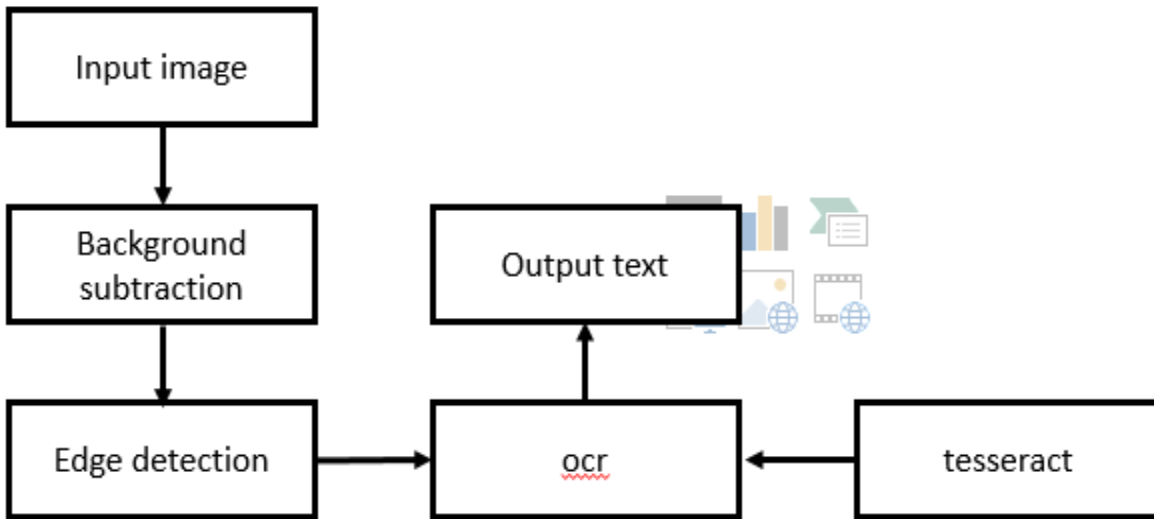 Input image
Background
subtraction
Output text
Edge detection
ocr
tesseract